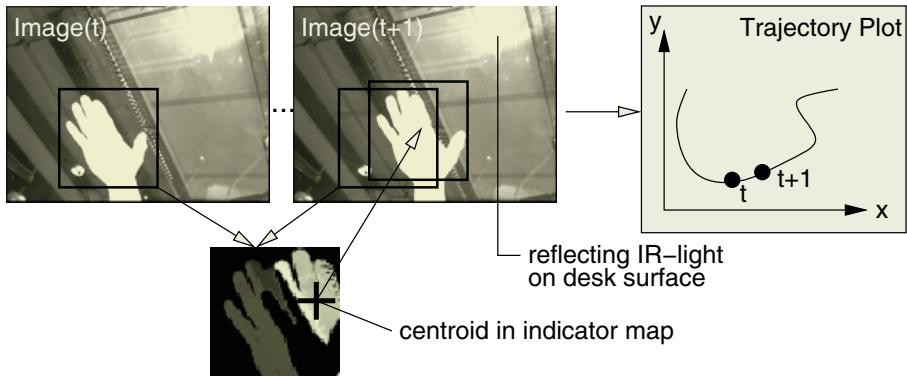 Image(t)
...
Image(t+1)
y
Trajectory Plot
t
t+1
x
reflecting IR−light
on desk surface
centroid in indicator map